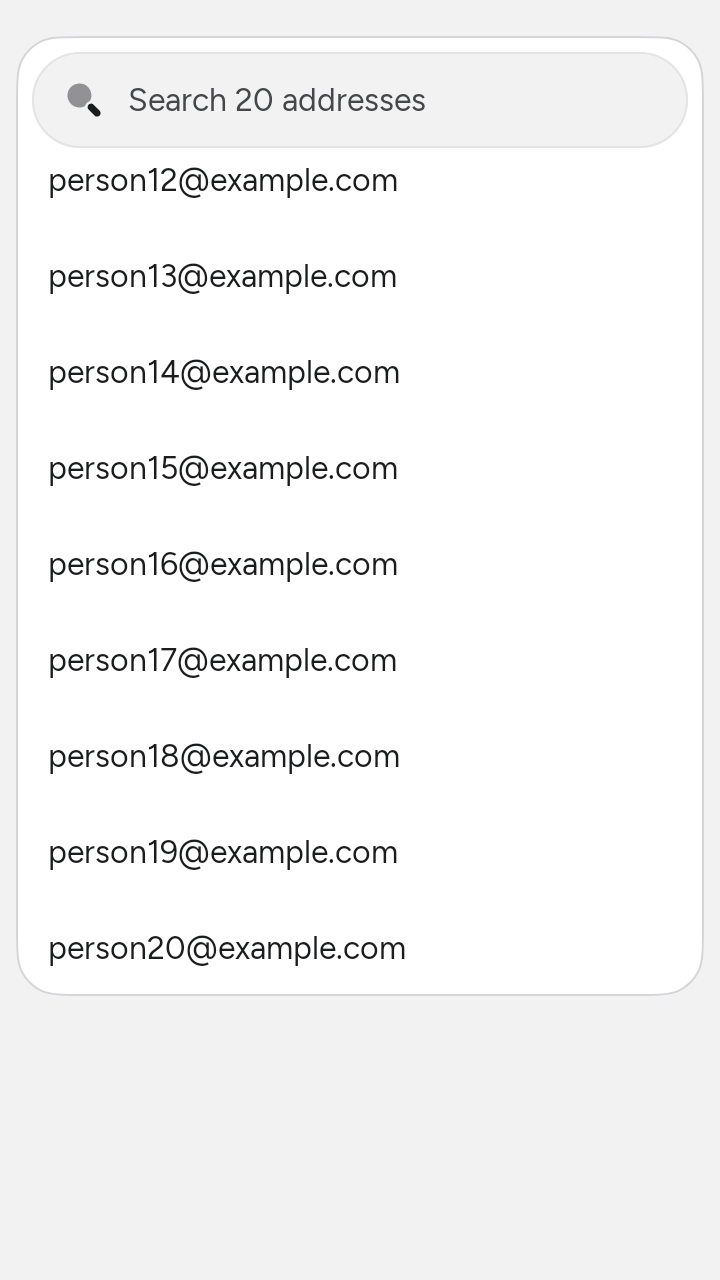 Search 20 addresses
person12@example.com
person13@example.com
person14@example.com
person15@example.com
person16@example.com
person17@example.com
person18@example.com
person19@example.com
person20@example.com